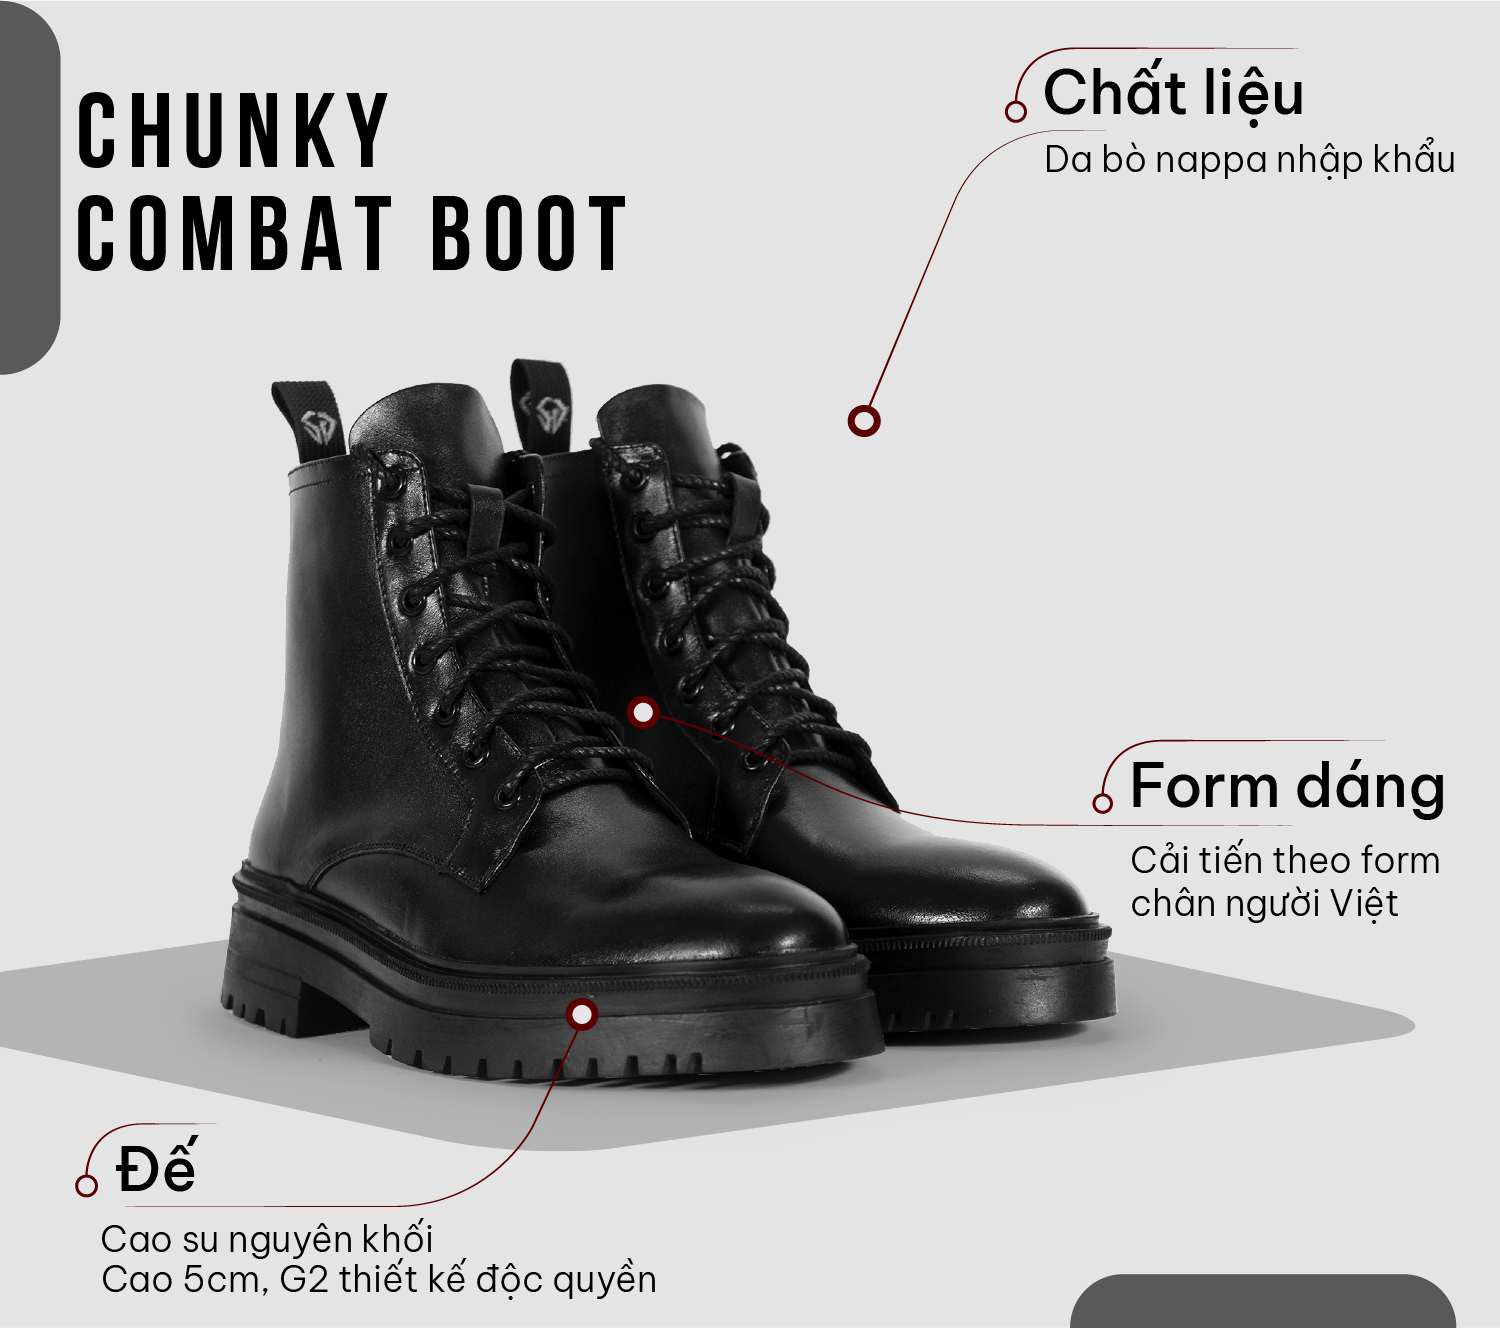 CHUNKY
COMBAT BOOT
Chất liệu
Da bò nappa nhập khẩu
Form dáng
Cải tiến theo form
chân người Việt
Đế
Cao su nguyên khối
Cao 5cm, G2 thiết kế độc quyền